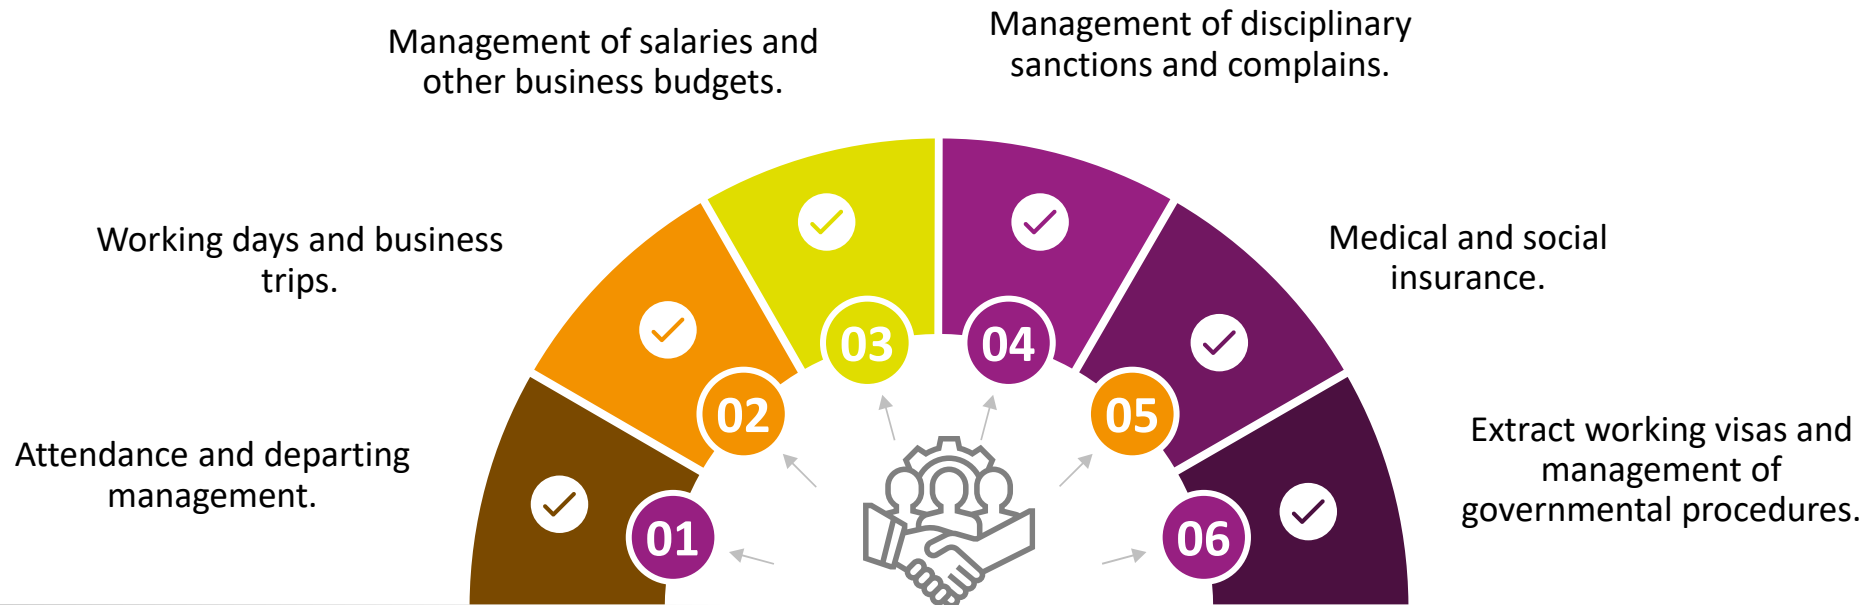 Management of salaries and
other business budgets.
Management of disciplinary
sanctions and complains.
Working days and business
trips.
Medical and social
insurance.
Attendance and departing
management.
Extract working visas and
management of
governmental procedures.
01
02
03
04
05
06